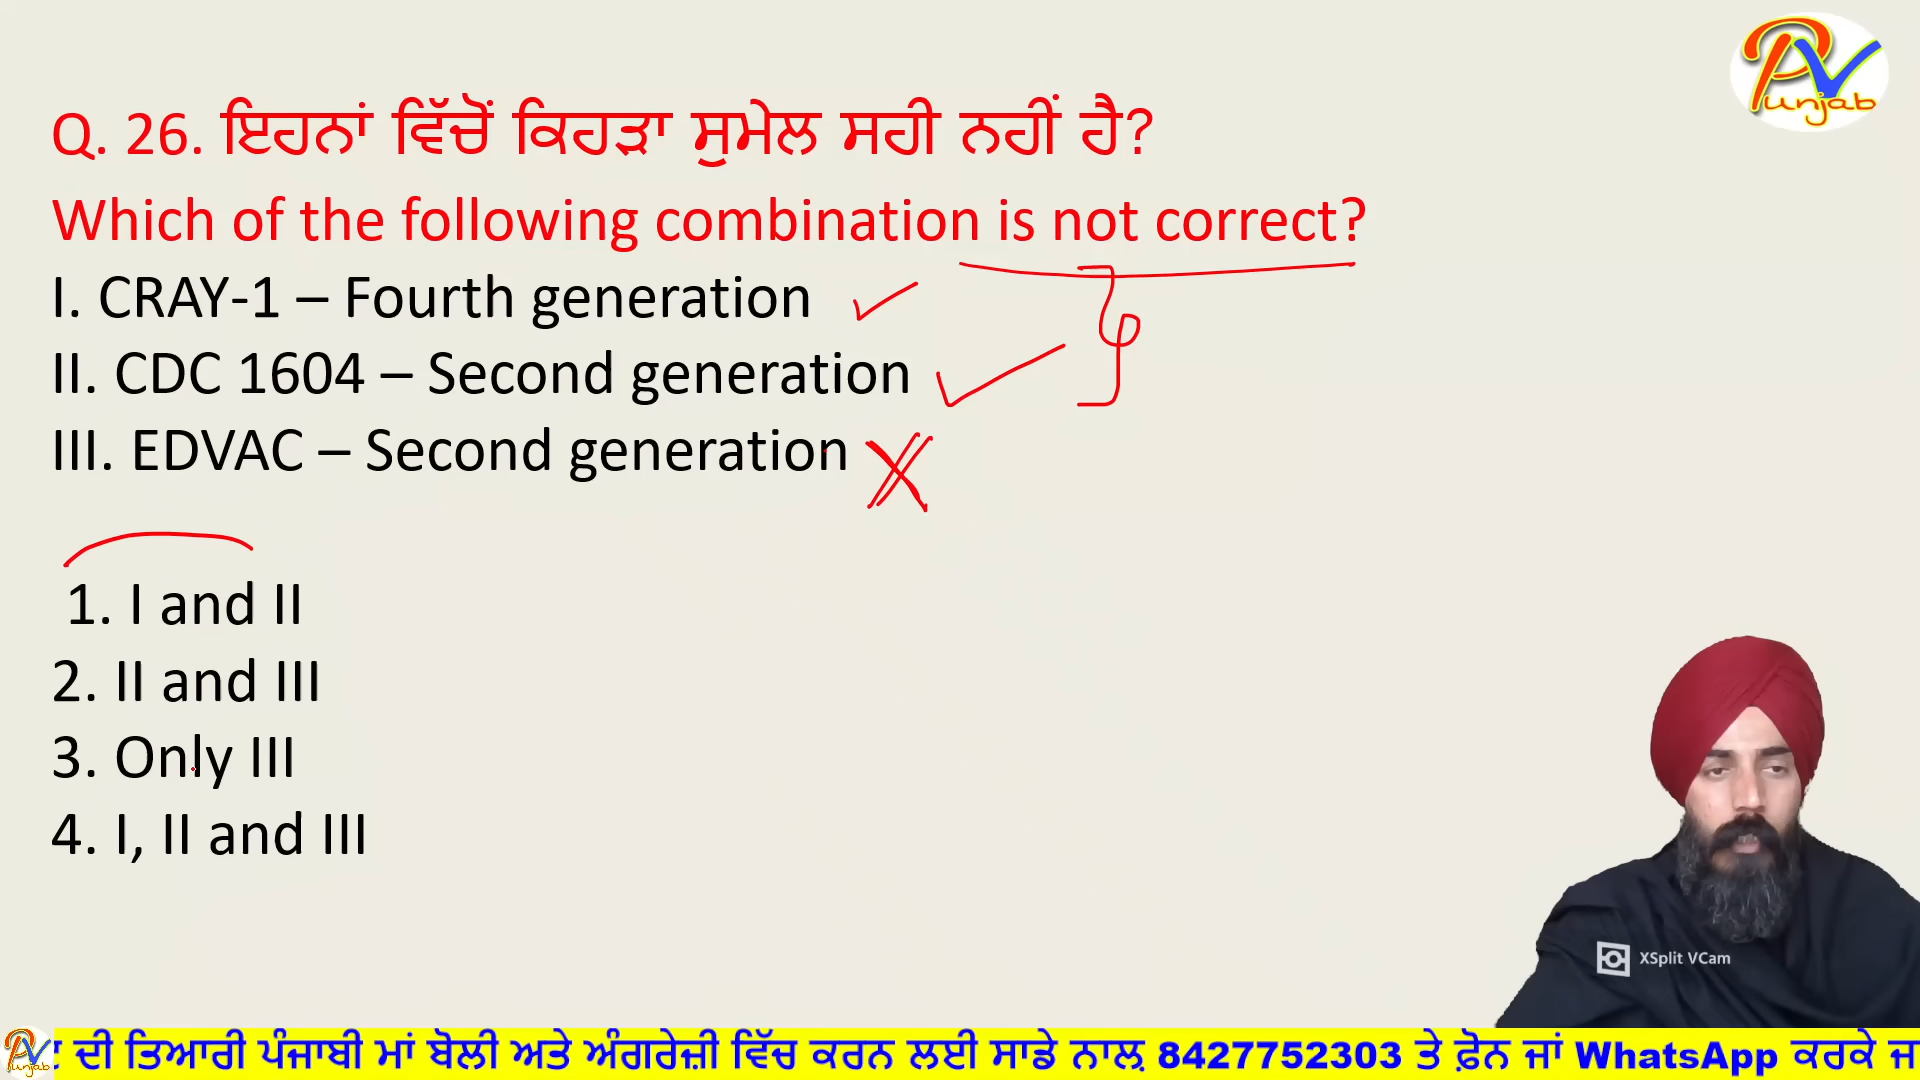 PV Punjab
Q. 26. ਇਹਨਾਂ ਵਿੱਚੋਂ ਕਿਹੜਾ ਸੁਮੇਲ ਸਹੀ ਨਹੀਂ ਹੈ?
Which of the following combination is not correct?
I. CRAY-1 – Fourth generation
II. CDC 1604 – Second generation
III. EDVAC – Second generation
1. I and II
2. II and III
3. Only III
4. I, II and III
XSplit VCam
ਦੀ ਤਿਆਰੀ ਪੰਜਾਬੀ ਮਾਂ ਬੋਲੀ ਅਤੇ ਅੰਗਰੇਜ਼ੀ ਵਿੱਚ ਕਰਨ ਲਈ ਸਾਡੇ ਨਾਲ਼ 8427752303 ਤੇ ਫ਼ੋਨ ਜਾਂ WhatsApp ਕਰਕੇ